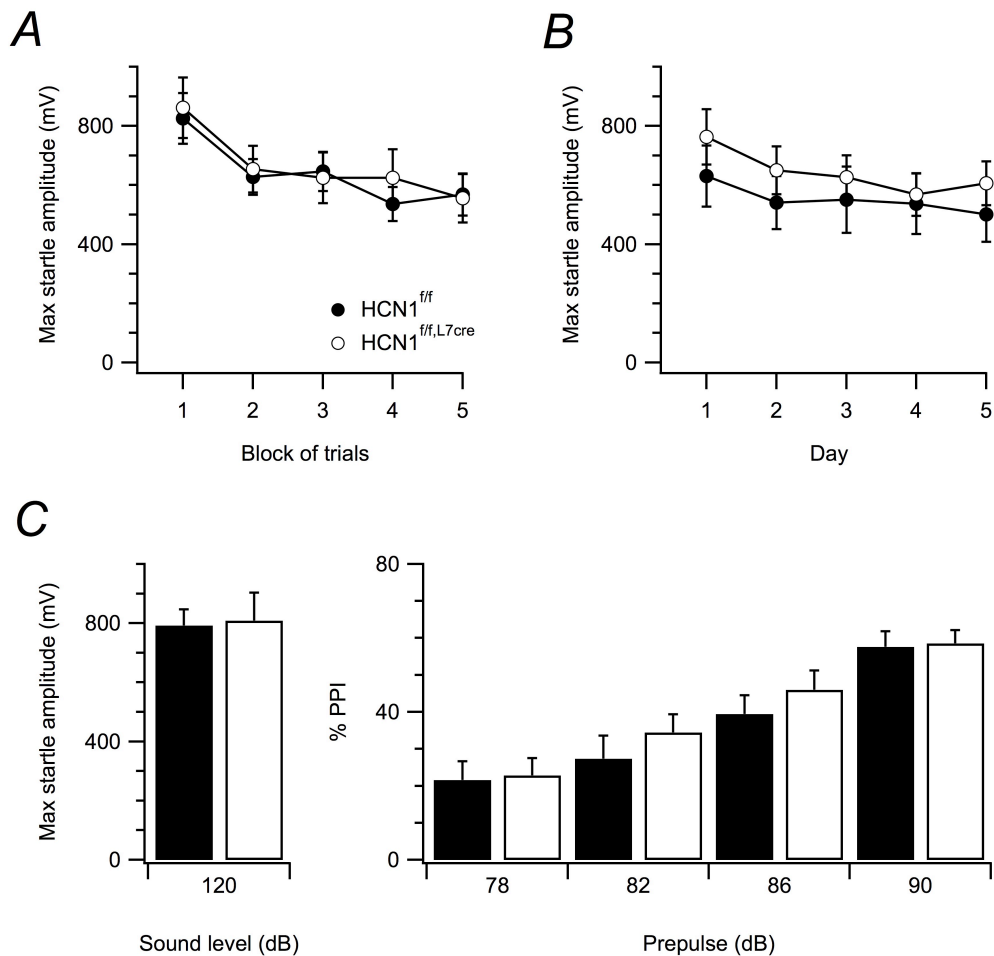 A
Max startle amplitude (mV)
800
400
0
1 2 3 4 5
Block of trials
HCN1f/f
HCN1f/f,L7cre
B
Max startle amplitude (mV)
800
400
0
1 2 3 4 5
Day
C
Max startle amplitude (mV)
800
400
0
120
Sound level (dB)
% PPI
80
40
0
78 82 86 90
Prepulse (dB)